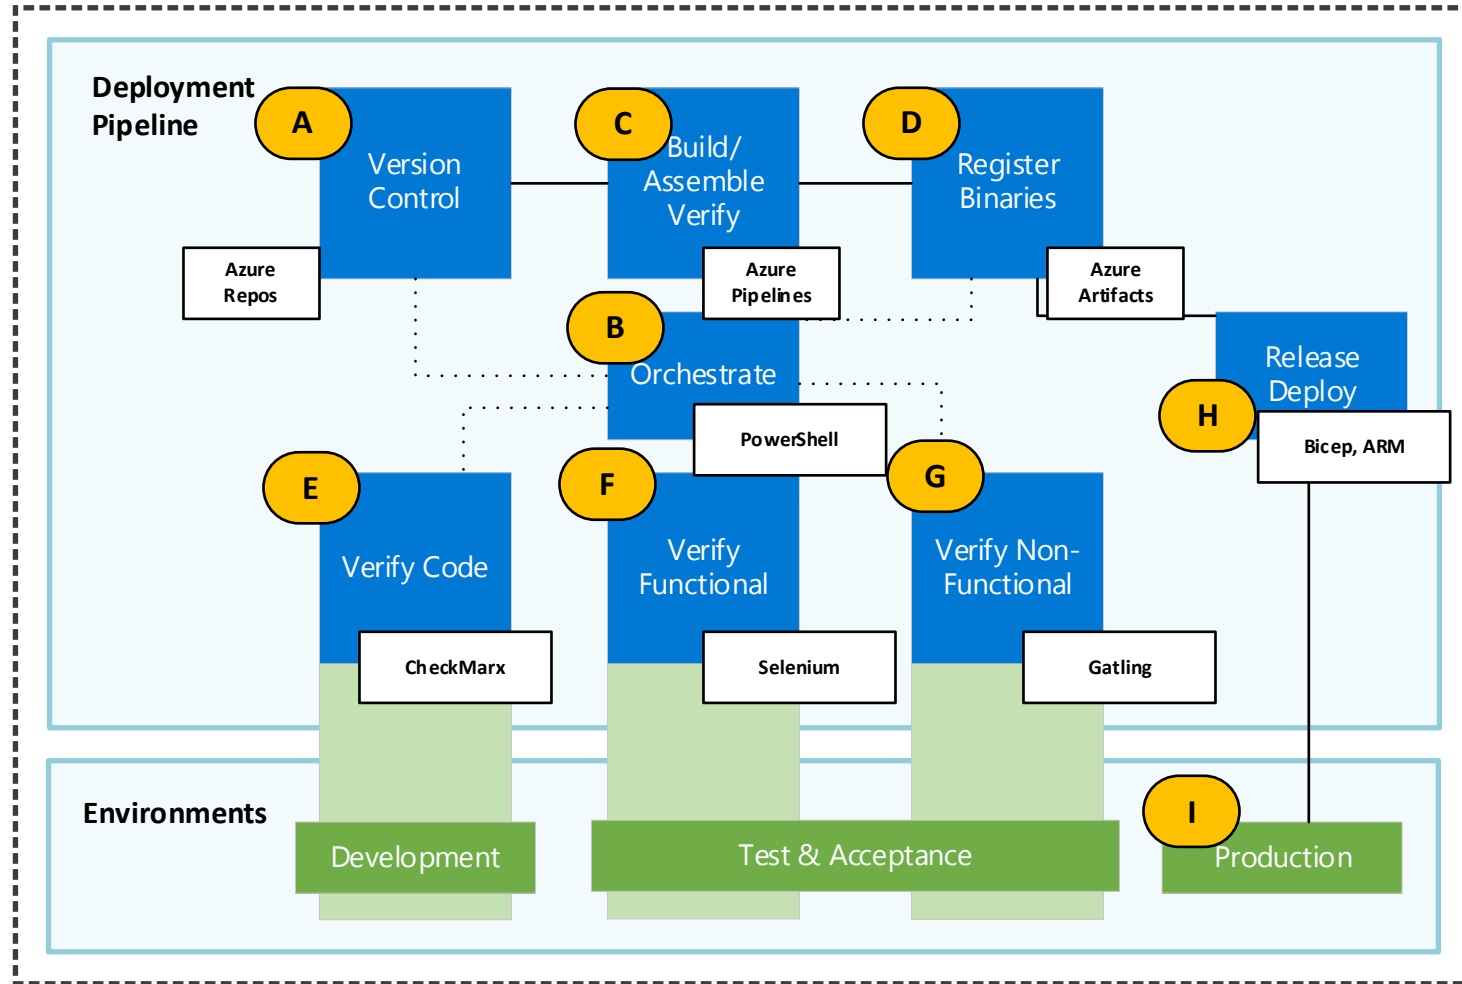 Deployment
Pipeline
A
Version
Control
Azure
Repos
C
Build/
Assemble
Verify
Azure
Pipelines
D
Register
Binaries
Azure
Artifacts
B
Orchestrate
PowerShell
Release
Deploy
H
Bicep, ARM
E
Verify Code
CheckMarx
F
Verify
Functional
Selenium
G
Verify Non-
Functional
Gatling
Environments
Development
Test & Acceptance
I
Production